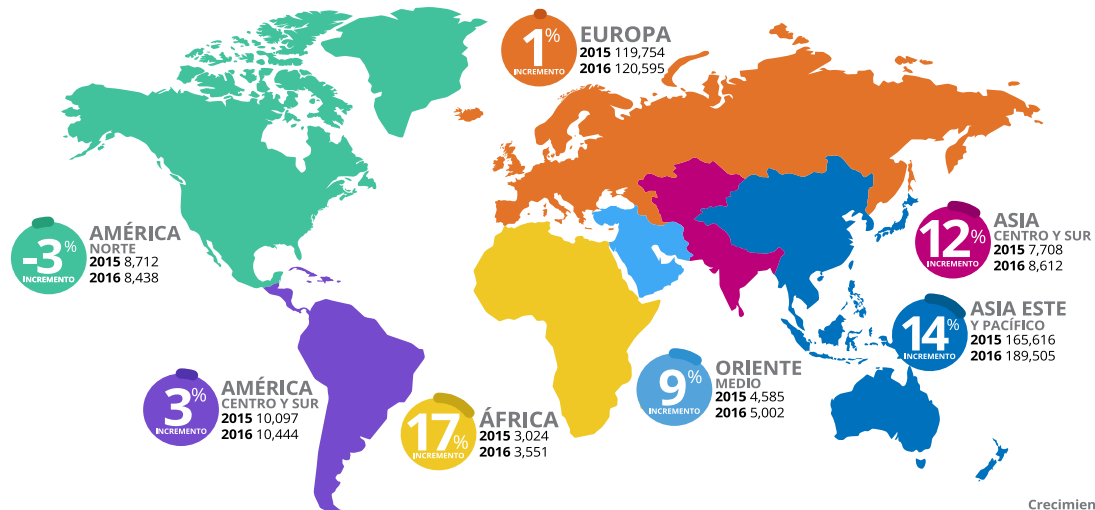 1%
INCREMENTO
EUROPA
2015 119,754
2016 120,595
-3%
INCREMENTO
AMÉRICA
NORTE
2015 8,712
2016 8,438
12%
INCREMENTO
ASIA
CENTRO Y SUR
2015 7,708
2016 8,612
14%
INCREMENTO
ASIA ESTE
Y PACÍFICO
2015 165,616
2016 189,505
9%
INCREMENTO
ORIENTE
MEDIO
2015 4,585
2016 5,002
3%
INCREMENTO
AMÉRICA
CENTRO Y SUR
2015 10,097
2016 10,444
17%
INCREMENTO
ÁFRICA
2015 3,024
2016 3,551
Crecimien